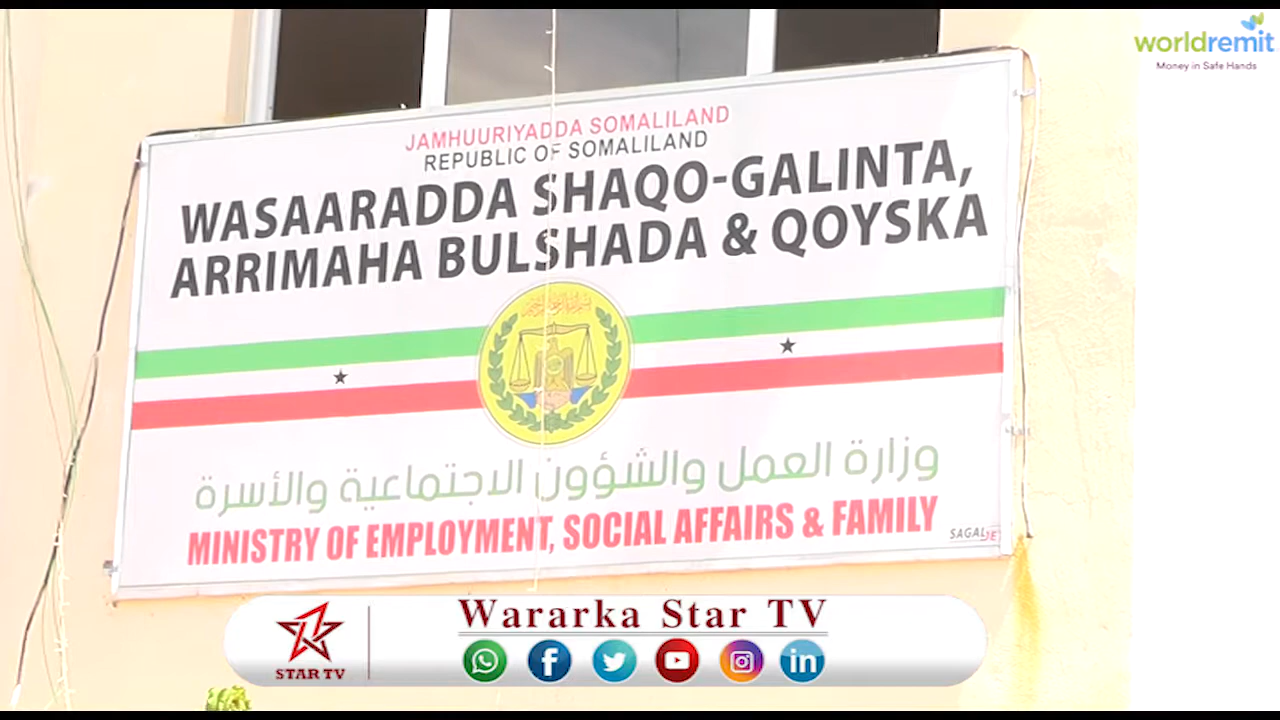 worldremit
Money in Safe Hands
JAMHUURIYADDA SOMALILAND
REPUBLIC OF SOMALILAND
WASAARADDA SHAQO-GALINTA,
ARRIMAHA BULSHADA & QOYSKA
وزارة العمل والشؤون الاجتماعية والأسرة
MINISTRY OF EMPLOYMENT, SOCIAL AFFAIRS & FAMILY
SAGALJET
Wararka Star TV
STAR TV